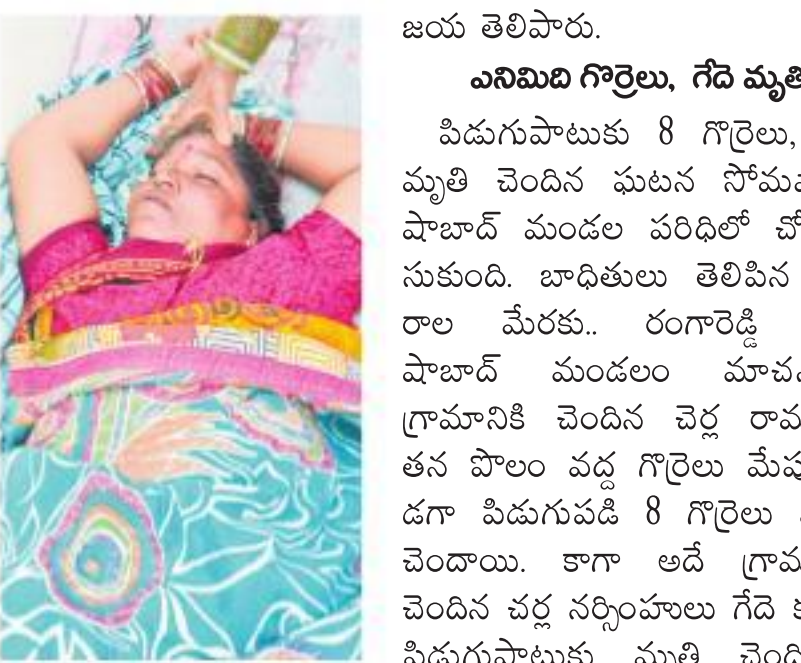 జయ తెలిపారు.
ఎనిమిది గొర్రెలు, గేదె మృతి
పిడుగుపాటుకు 8 గొర్రెలు,
మృతి చెందిన ఘటన
షాబాద్ మండల పరిధిలో
సుకుంది. బాధితులు తెలిపిన
రాల మేరకు.. రంగారెడ్డి
షాబాద్ మండలం
గ్రామానికి చెందిన చెర్ల
తన పొలం వద్ద గొర్రెలు
డగా పిడుగుపడి 8 గొర్రెలు
చెందాయి. కాగా అదే
చెందిన చర్ల నర్సింహులు గేదె
పిడుగుపాటుకు మృతి